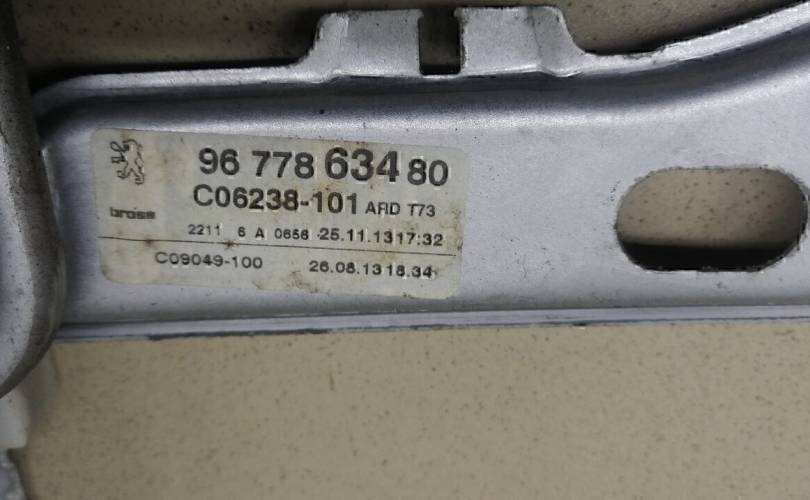 96 778 634 80
C06238-101 ARD T73
brose
2211 6 A 0656 25.11.13 17:32
C09049-100 26.08.13 18.34